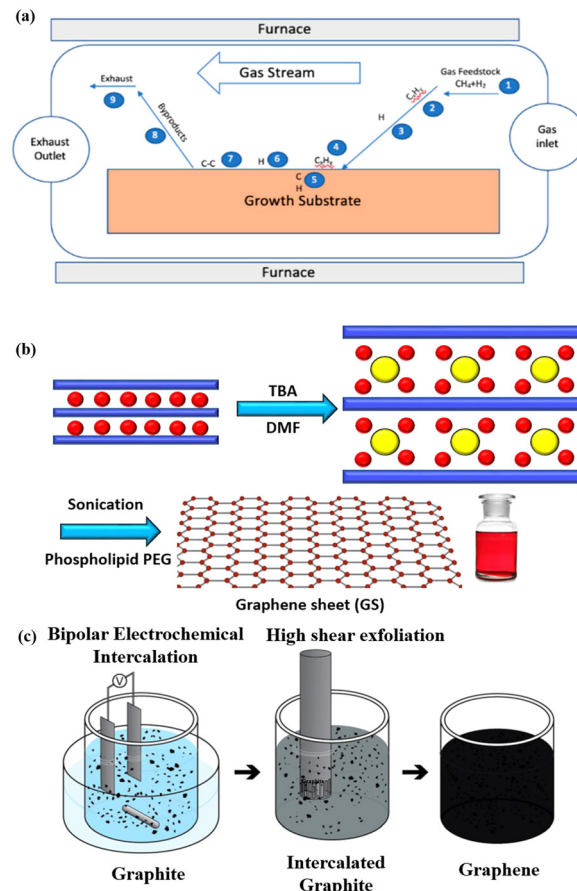 (a)
Furnace
Gas Stream
Exhaust
9
Gas Feedstock
CH₄+H₂
1
CₓHᵧ
2
H
3
8
Byproducts
Exhaust
Outlet
Gas
inlet
4
C-C
7
H
6
CₓHᵧ
C
H
5
Growth Substrate
Furnace
(b)
TBA
DMF
Sonication
Phospholipid PEG
Graphene sheet (GS)
(c)
Bipolar Electrochemical
Intercalation
High shear exfoliation
V
Graphite
Intercalated
Graphite
Graphene